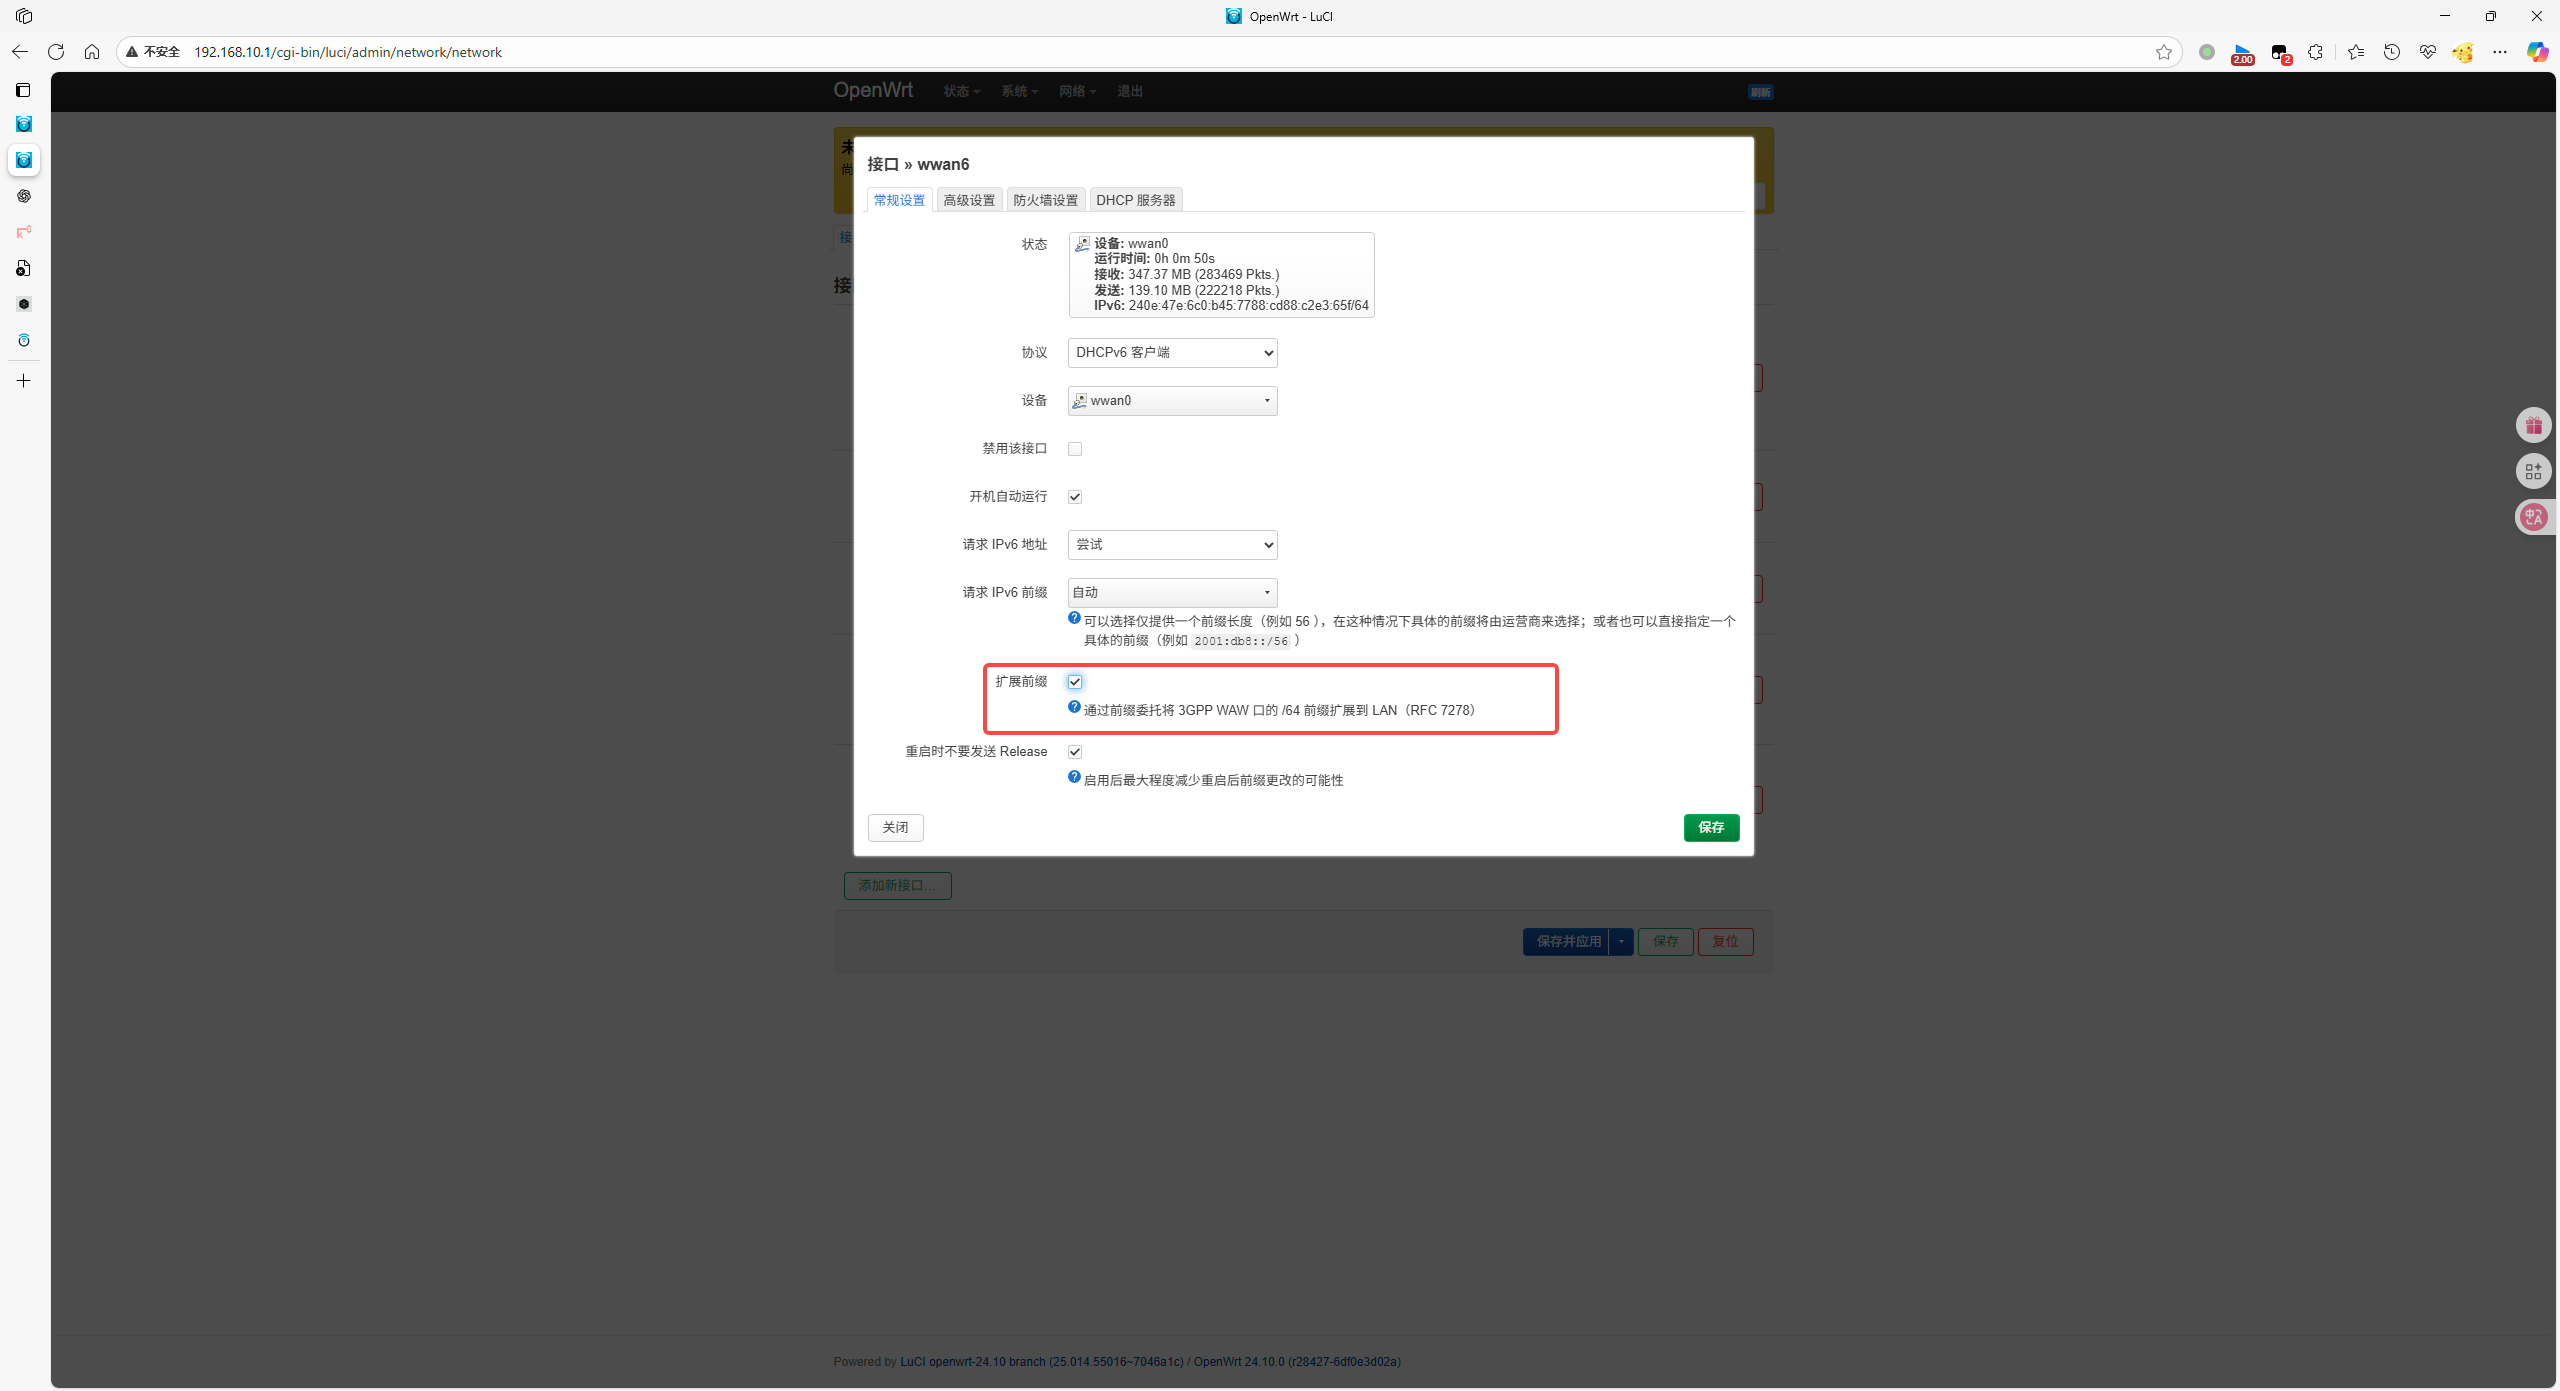 OpenWrt - LuCI
不安全
192.168.10.1/cgi-bin/luci/admin/network/network
2.00
2
OpenWrt
状态
系统
网络
退出
刷新
接口 » wwan6
常规设置
高级设置
防火墙设置
DHCP 服务器
状态
设备: wwan0
运行时间: 0h 0m 50s
接收: 347.37 MB (283469 Pkts.)
发送: 139.10 MB (222218 Pkts.)
IPv6: 240e:47e:6c0:b45:7788:cd88:c2e3:65f/64
协议
DHCPv6 客户端
设备
wwan0
禁用该接口
开机自动运行
请求 IPv6 地址
尝试
请求 IPv6 前缀
自动
可以选择仅提供一个前缀长度（例如 56 ），在这种情况下具体的前缀将由运营商来选择；或者也可以直接指定一个
具体的前缀（例如 2001:db8::/56 ）
扩展前缀
通过前缀委托将 3GPP WAW 口的 /64 前缀扩展到 LAN（RFC 7278）
重启时不要发送 Release
启用后最大程度减少重启后前缀更改的可能性
关闭
保存
添加新接口...
保存并应用
保存
复位
Powered by LuCI openwrt-24.10 branch (25.014.55016~7046a1c) / OpenWrt 24.10.0 (r28427-6df0e3d02a)